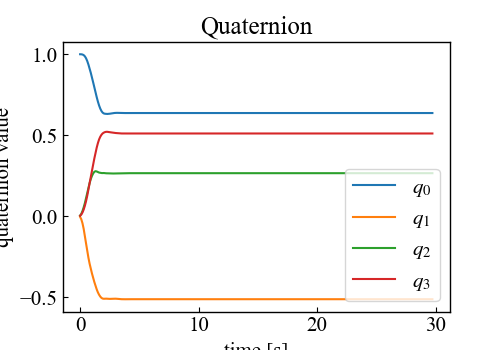 Quaternion
quaternion value
1.0
0.5
0.0
−0.5
0
10
20
30
time [s]
q₀
q₁
q₂
q₃